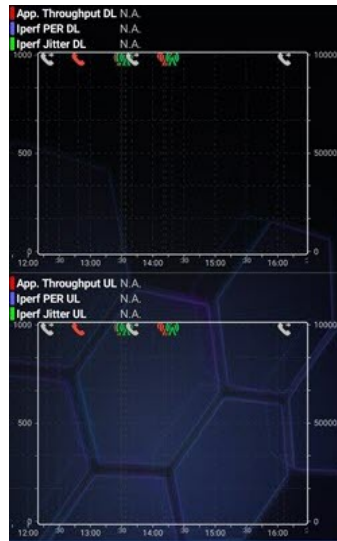 App. Throughput DL N.A.
Iperf PER DL N.A.
Iperf Jitter DL N.A.
1000 10000
500 50000
0 0
12:00 :30 13:00 :30 14:00 :30 15:00 :30 16:00
App. Throughput UL N.A.
Iperf PER UL N.A.
Iperf Jitter UL N.A.
1000 10000
500 50000
0 0
12:00 :30 13:00 :30 14:00 :30 15:00 :30 16:00